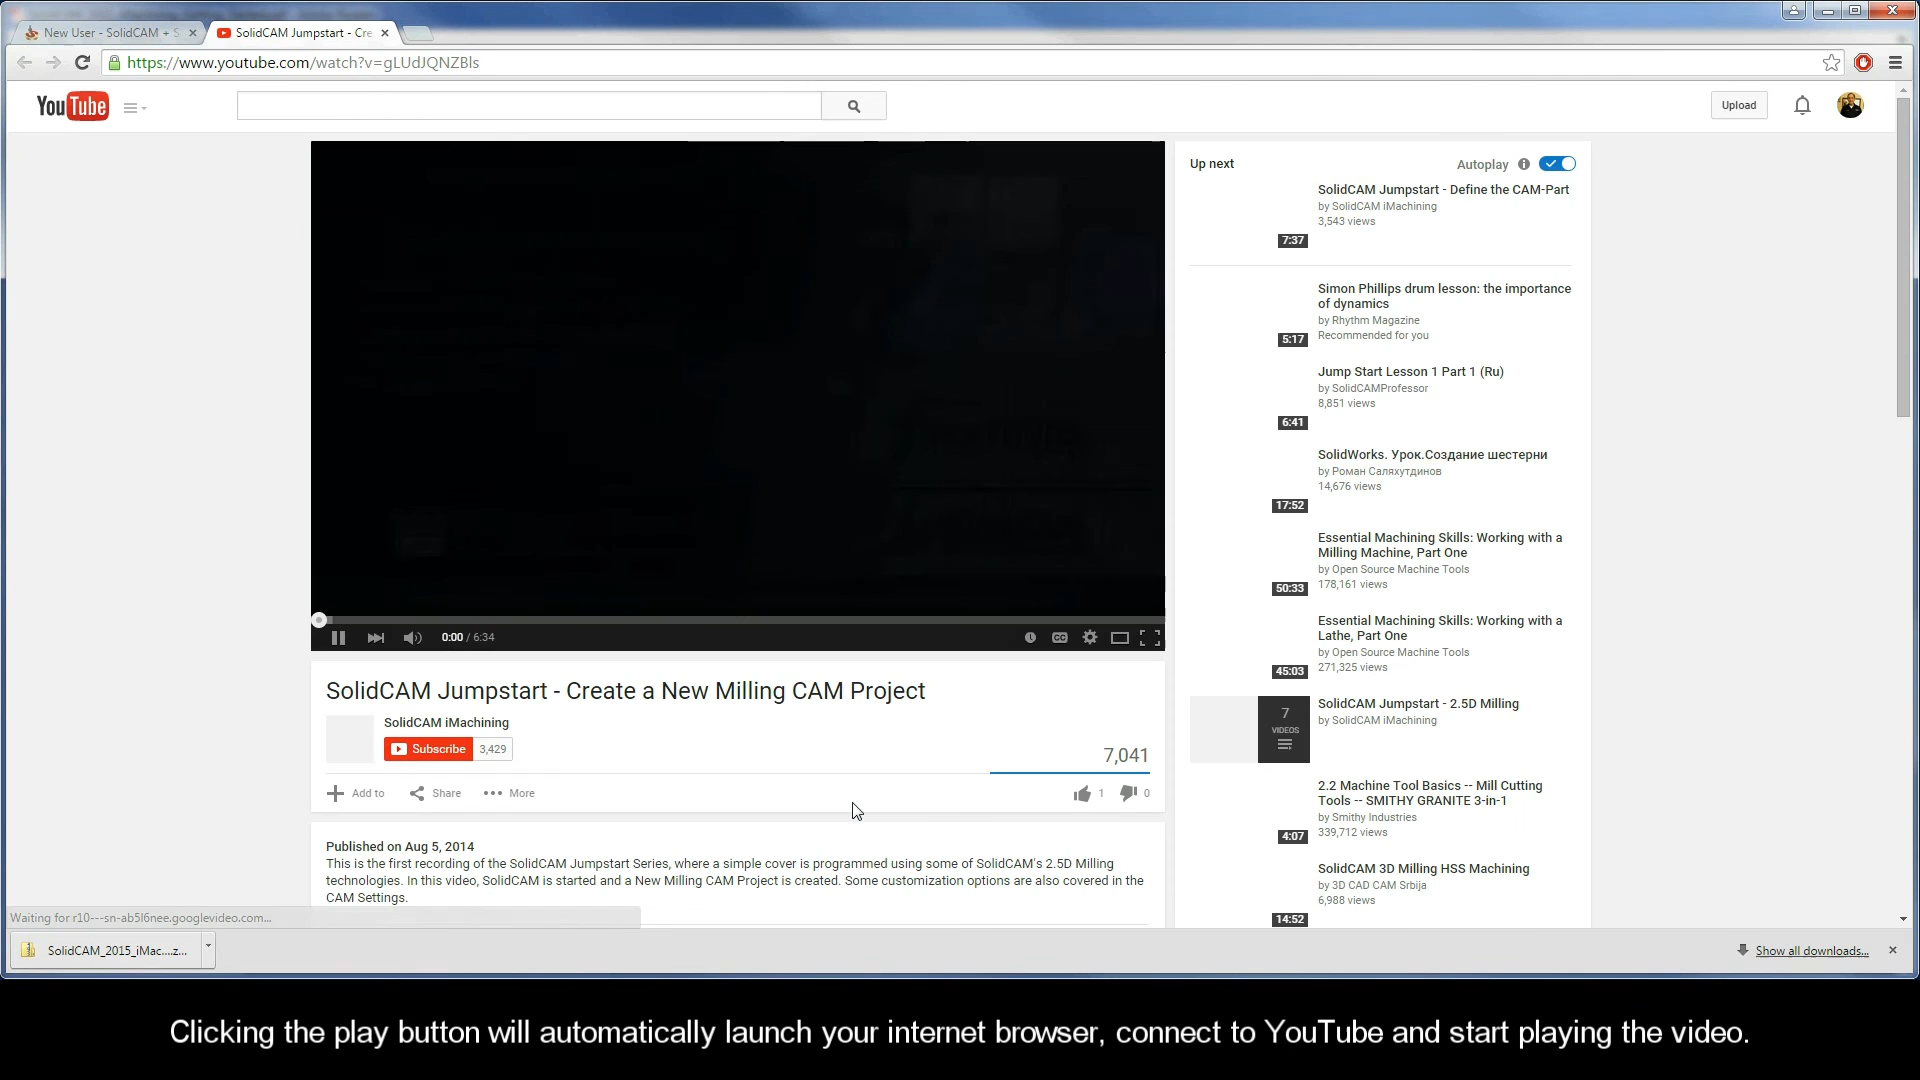 New User - SolidCAM + S
SolidCAM Jumpstart - Cre
https://www.youtube.com/watch?v=gLUdJQNZBls
YouTube
Upload
Up next
Autoplay
SolidCAM Jumpstart - Define the CAM-Part
by SolidCAM iMachining
3,543 views
7:37
Simon Phillips drum lesson: the importance
of dynamics
by Rhythm Magazine
Recommended for you
5:17
Jump Start Lesson 1 Part 1 (Ru)
by SolidCAMProfessor
8,851 views
6:41
SolidWorks. Урок.Создание шестерни
by Роман Саляхутдинов
14,676 views
17:52
Essential Machining Skills: Working with a
Milling Machine, Part One
by Open Source Machine Tools
178,161 views
50:33
Essential Machining Skills: Working with a
Lathe, Part One
by Open Source Machine Tools
271,325 views
45:03
7
VIDEOS
SolidCAM Jumpstart - 2.5D Milling
by SolidCAM iMachining
2.2 Machine Tool Basics -- Mill Cutting
Tools -- SMITHY GRANITE 3-in-1
by Smithy Industries
339,712 views
4:07
SolidCAM 3D Milling HSS Machining
by 3D CAD CAM Srbija
6,988 views
14:52
0:00 / 6:34
CC
SolidCAM Jumpstart - Create a New Milling CAM Project
SolidCAM iMachining
Subscribe 3,429
7,041
Add to Share More
1 0
Published on Aug 5, 2014
This is the first recording of the SolidCAM Jumpstart Series, where a simple cover is programmed using some of SolidCAM's 2.5D Milling
technologies. In this video, SolidCAM is started and a New Milling CAM Project is created. Some customization options are also covered in the
CAM Settings.
Waiting for r10---sn-ab5l6nee.googlevideo.com...
SolidCAM_2015_iMac....z...
Show all downloads...
Clicking the play button will automatically launch your internet browser, connect to YouTube and start playing the video.